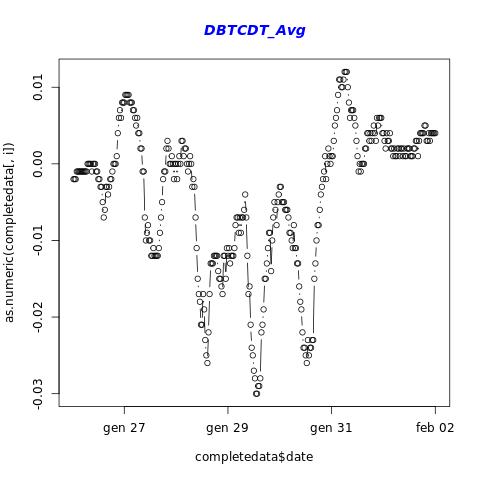 DBTCDT_Avg
as.numeric(completedata[, i])
0.01
0.00
-0.01
-0.02
-0.03
gen 27
gen 29
gen 31
feb 02
completedata$date